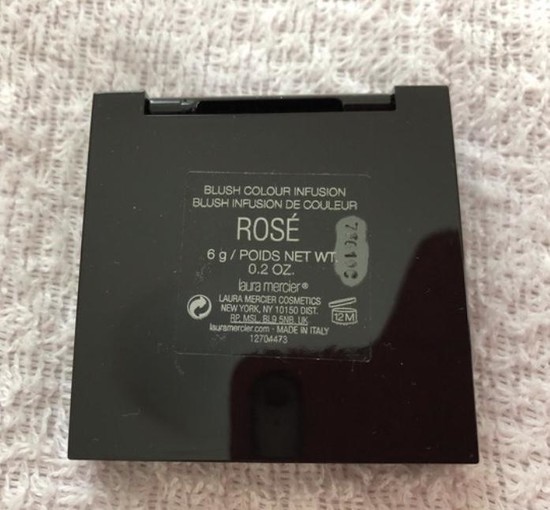 BLUSH COLOUR INFUSION
BLUSH INFUSION DE COULEUR
ROSÉ
6 g / POIDS NET WT.
0.2 OZ.
laura mercier®
LAURA MERCIER COSMETICS
NEW YORK, NY 10150 DIST.
RP, MSL, BL9 5NB, UK
lauramercier.com - MADE IN ITALY
12704473
12M